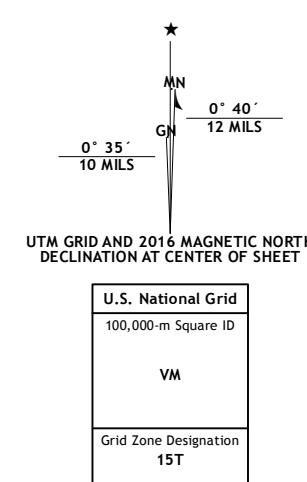 ★
MN
0° 40´
12 MILS
GN
0° 35´
10 MILS
UTM GRID AND 2016 MAGNETIC NORTH
DECLINATION AT CENTER OF SHEET
U.S. National Grid
100,000-m Square ID
VM
Grid Zone Designation
15T